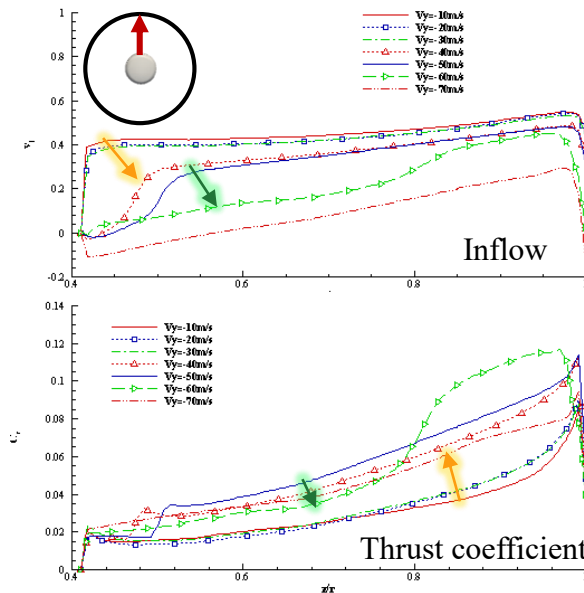 1
0.8
0.6
0.4
0.2
0
-0.2
v_i
Vy=-10m/s
Vy=-20m/s
Vy=-30m/s
Vy=-40m/s
Vy=-50m/s
Vy=-60m/s
Vy=-70m/s
Inflow
0.4
0.6
0.8
0.14
0.12
0.1
0.08
0.06
0.04
0.02
0
Vy=-10m/s
Vy=-20m/s
Vy=-30m/s
Vy=-40m/s
Vy=-50m/s
Vy=-60m/s
Vy=-70m/s
Thrust coefficient
0.4
0.6
0.8
z/r